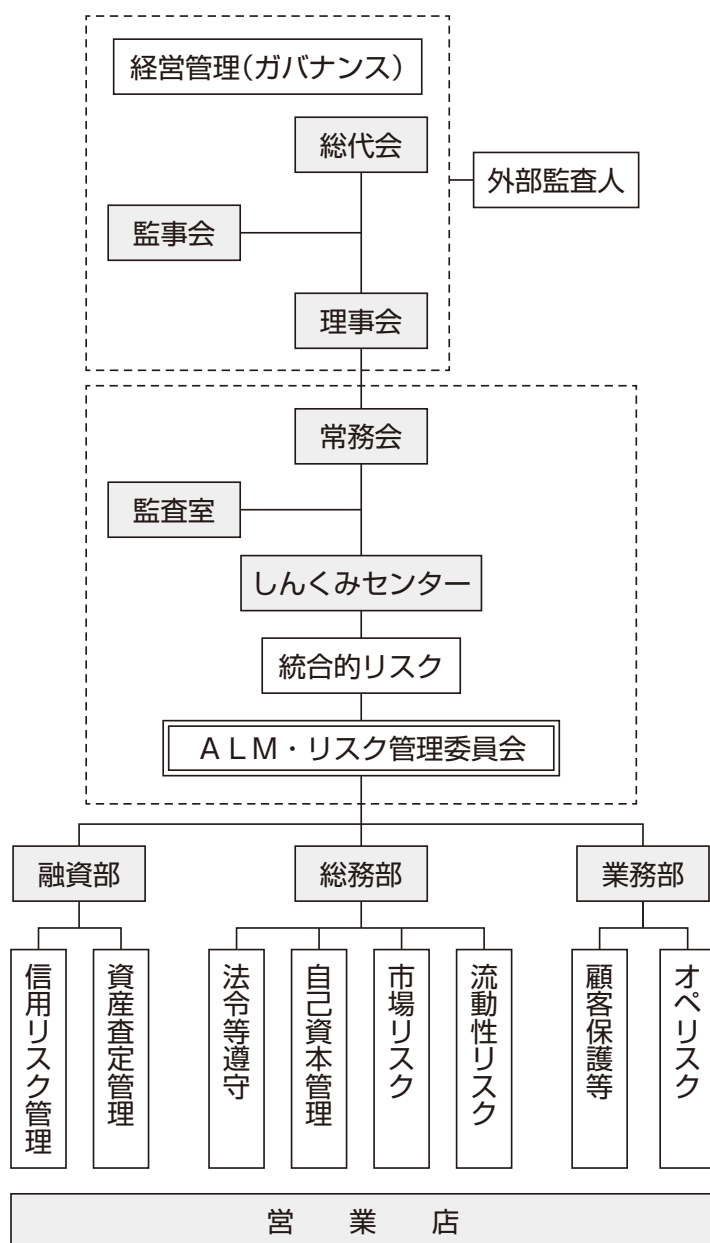 経営管理(ガバナンス)
総代会
外部監査人
監事会
理事会
常務会
監査室
しんくみセンター
統合的リスク
ALM・リスク管理委員会
融資部
総務部
業務部
信用リスク管理
資産査定管理
法令等遵守
自己資本管理
市場リスク
流動性リスク
顧客保護等
オペリスク
営業店